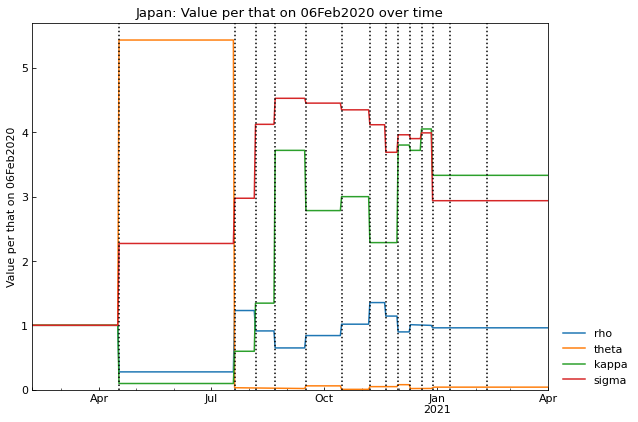 Japan: Value per that on 06Feb2020 over time
Value per that on 06Feb2020
5
4
3
2
1
0
Apr
Jul
Oct
Jan
2021
Apr
rho
theta
kappa
sigma